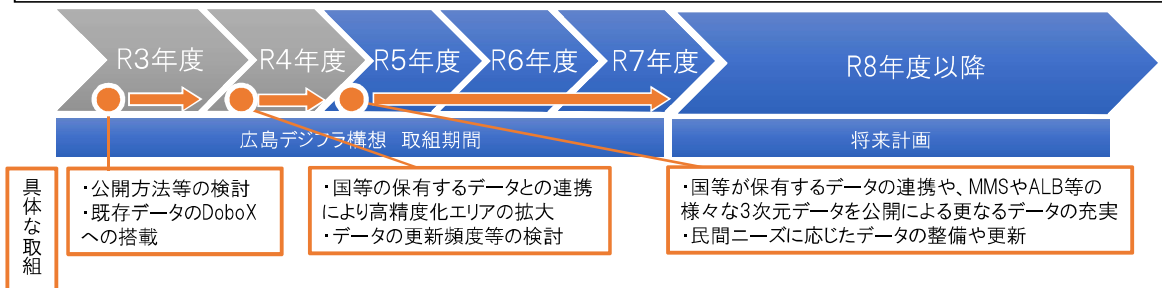 R3年度
R4年度
R5年度
R6年度
R7年度
R8年度以降
広島デジフラ構想 取組期間
将来計画
具体な取組
・公開方法等の検討
・既存データのDoboX
への搭載
・国等の保有するデータとの連携
により高精度化エリアの拡大
・データの更新頻度等の検討
・国等が保有するデータの連携や、MMSやALB等の
様々な3次元データを公開による更なるデータの充実
・民間ニーズに応じたデータの整備や更新